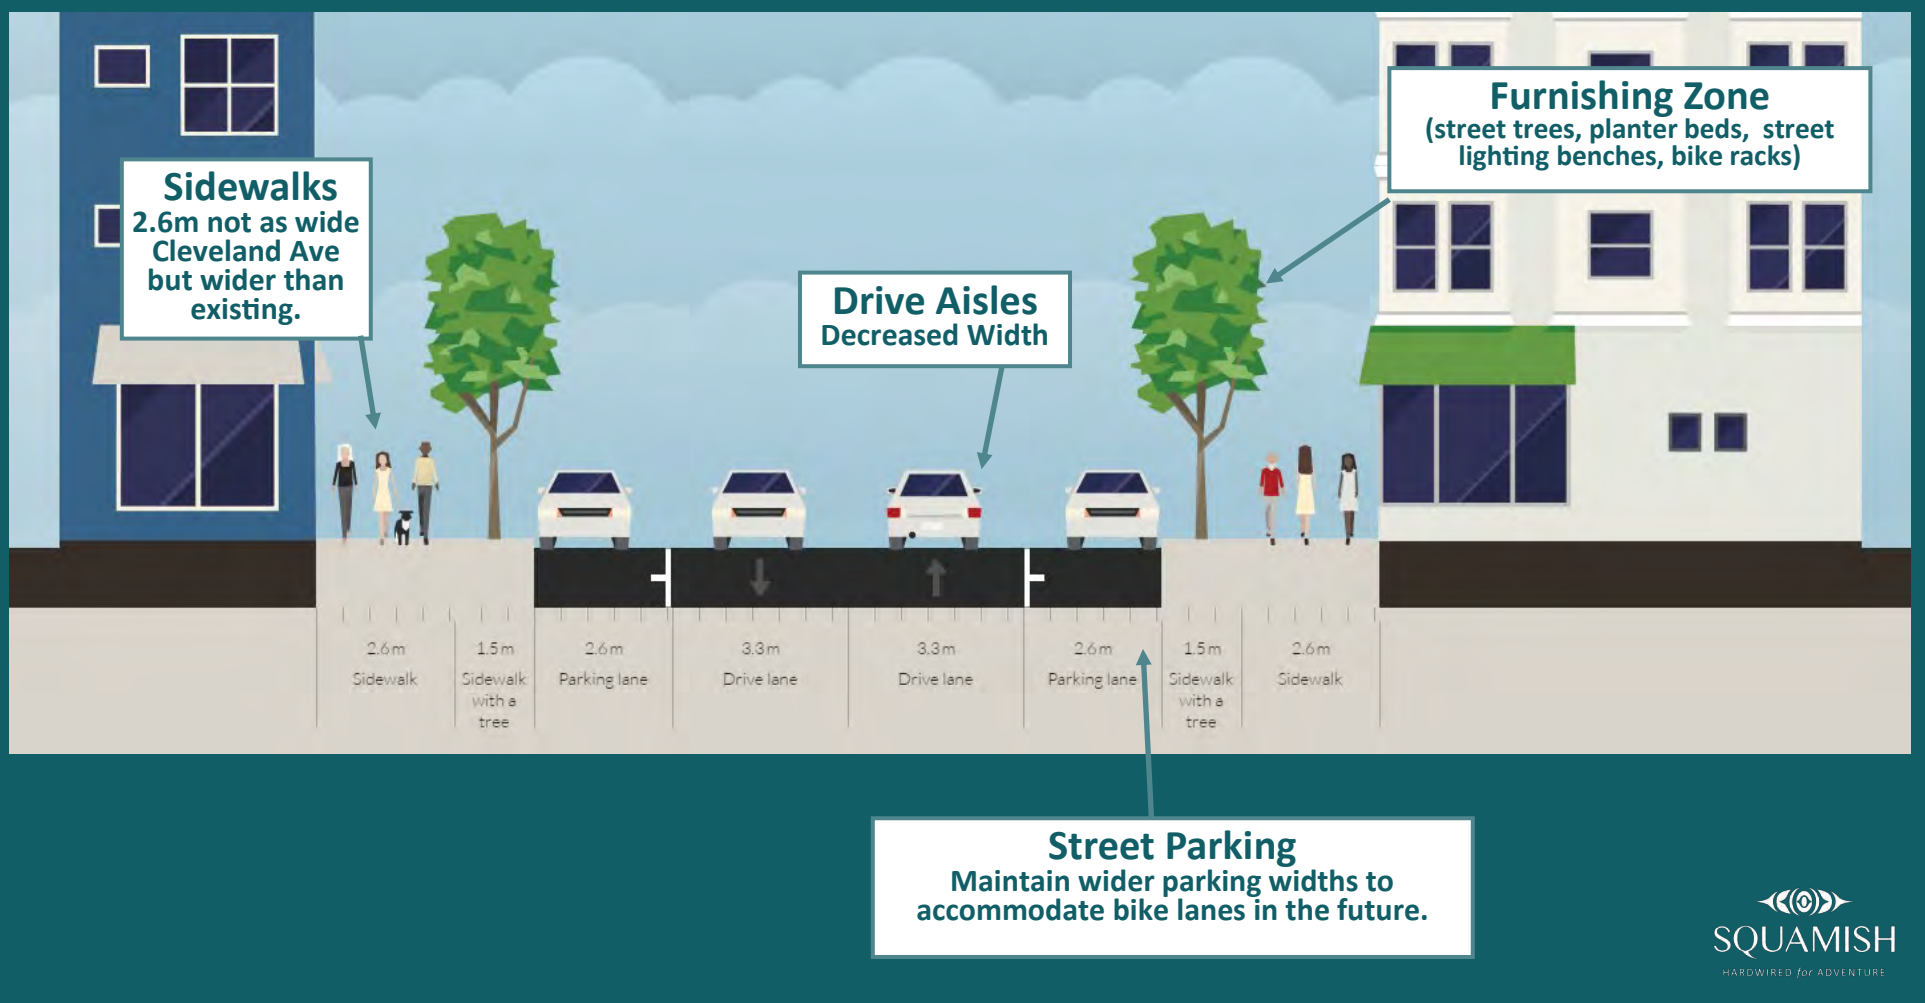 Furnishing Zone
(street trees, planter beds, street
lighting benches, bike racks)
Sidewalks
2.6m not as wide
Cleveland Ave
but wider than
existing.
Drive Aisles
Decreased Width
2.6m
Sidewalk
1.5m
Sidewalk
with a
tree
2.6m
Parking lane
3.3m
Drive lane
3.3m
Drive lane
2.6m
Parking lane
1.5m
Sidewalk
with a
tree
2.6m
Sidewalk
Street Parking
Maintain wider parking widths to
accommodate bike lanes in the future.
SQUAMISH
HARDWIRED for ADVENTURE